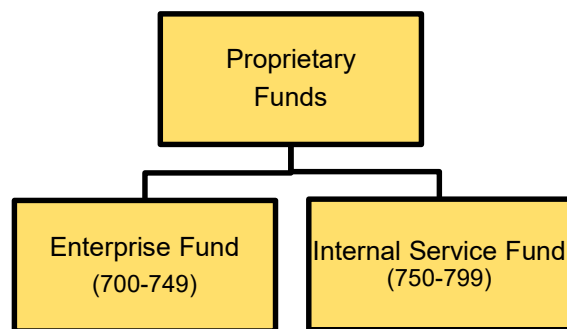 Proprietary
Funds
Enterprise Fund
(700-749)
Internal Service Fund
(750-799)